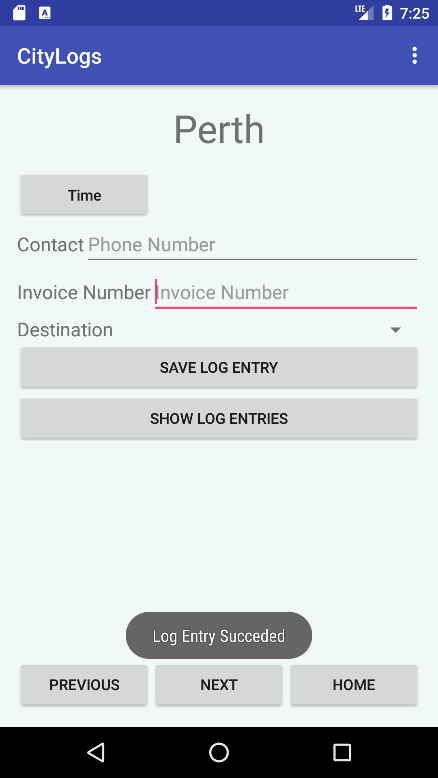 LTE 7:25
CityLogs
Perth
Time
Contact Phone Number
Invoice Number Invoice Number
Destination
SAVE LOG ENTRY
SHOW LOG ENTRIES
Log Entry Succeded
PREVIOUS NEXT HOME